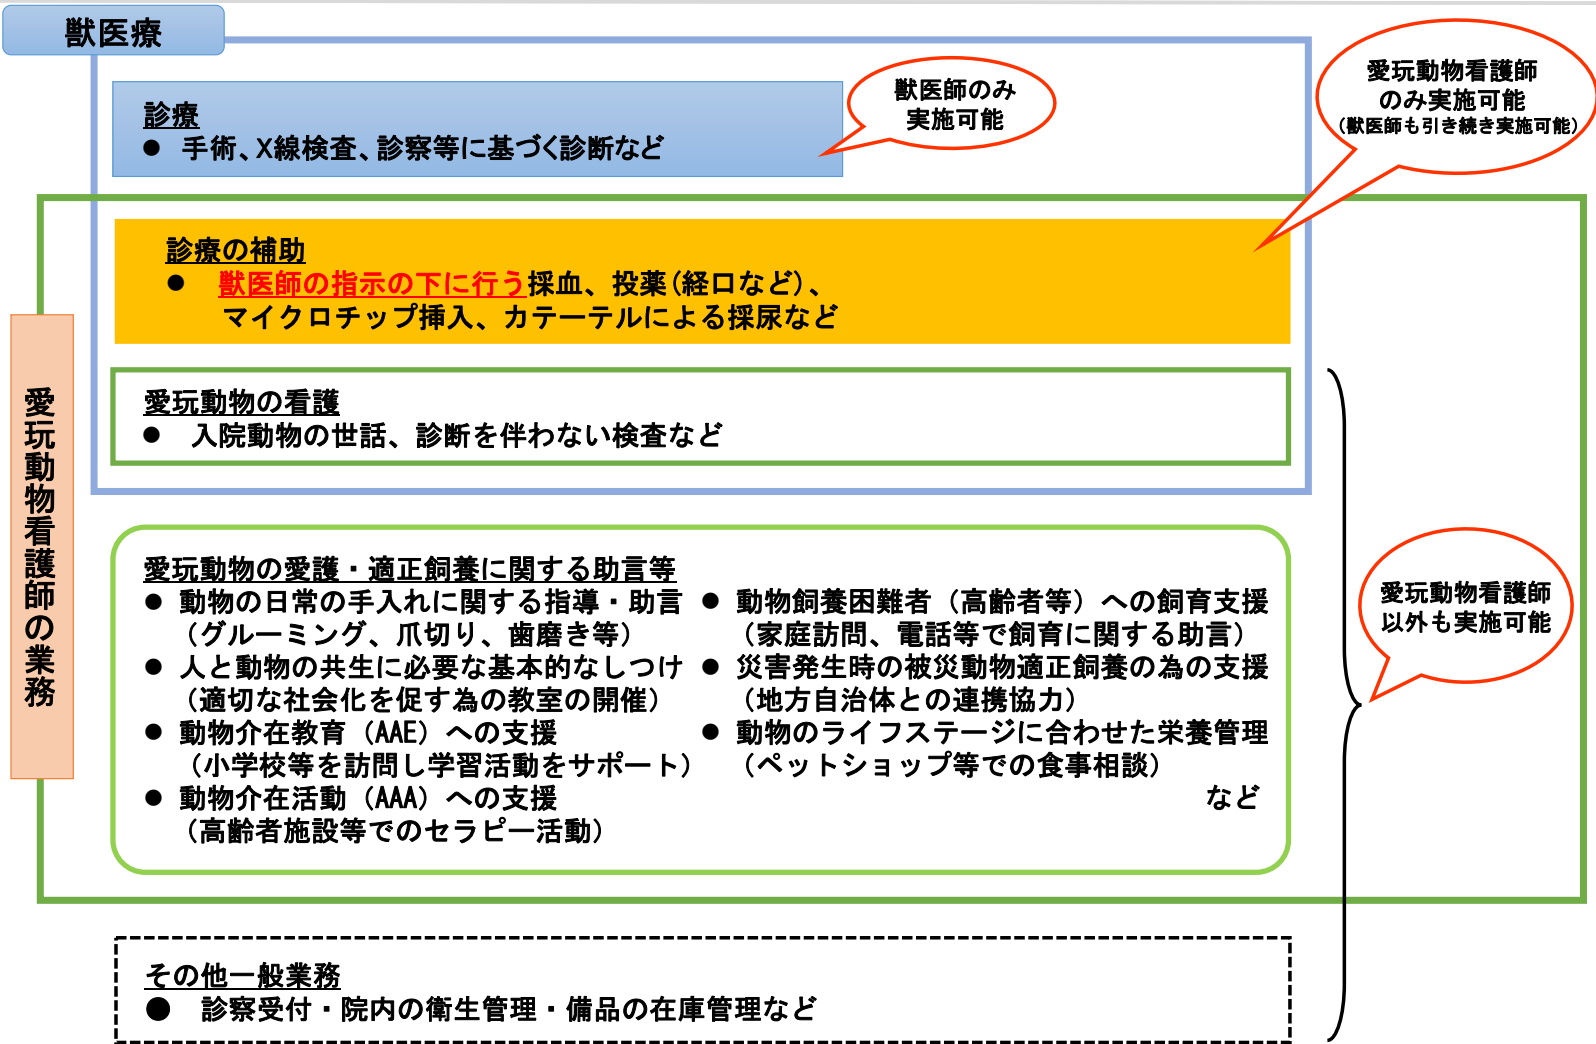 獣医療
診療
● 手術、X線検査、診察等に基づく診断など
獣医師のみ
実施可能
愛玩動物看護師
のみ実施可能
(獣医師も引き続き実施可能)
診療の補助
● 獣医師の指示の下に行う採血、投薬(経口など)、
マイクロチップ挿入、カテーテルによる採尿など
愛玩動物の看護
● 入院動物の世話、診断を伴わない検査など
愛玩動物看護師の業務
愛玩動物の愛護・適正飼養に関する助言等
● 動物の日常の手入れに関する指導・助言
(グルーミング、爪切り、歯磨き等)
● 人と動物の共生に必要な基本的なしつけ
(適切な社会化を促す為の教室の開催)
● 動物介在教育（AAE）への支援
(小学校等を訪問し学習活動をサポート)
● 動物介在活動（AAA）への支援
(高齢者施設等でのセラピー活動)
● 動物飼養困難者（高齢者等）への飼育支援
(家庭訪問、電話等で飼育に関する助言)
● 災害発生時の被災動物適正飼養の為の支援
(地方自治体との連携協力)
● 動物のライフステージに合わせた栄養管理
(ペットショップ等での食事相談)
など
愛玩動物看護師
以外も実施可能
その他一般業務
● 診察受付・院内の衛生管理・備品の在庫管理など